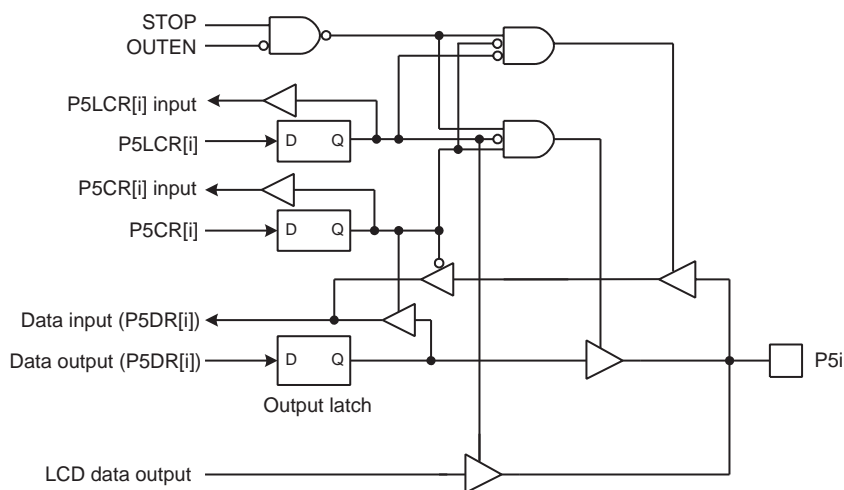 STOP
OUTEN
P5LCR[i] input
P5LCR[i]
D Q
P5CR[i] input
P5CR[i]
D Q
Data input (P5DR[i])
Data output (P5DR[i])
D Q
P5i
Output latch
LCD data output